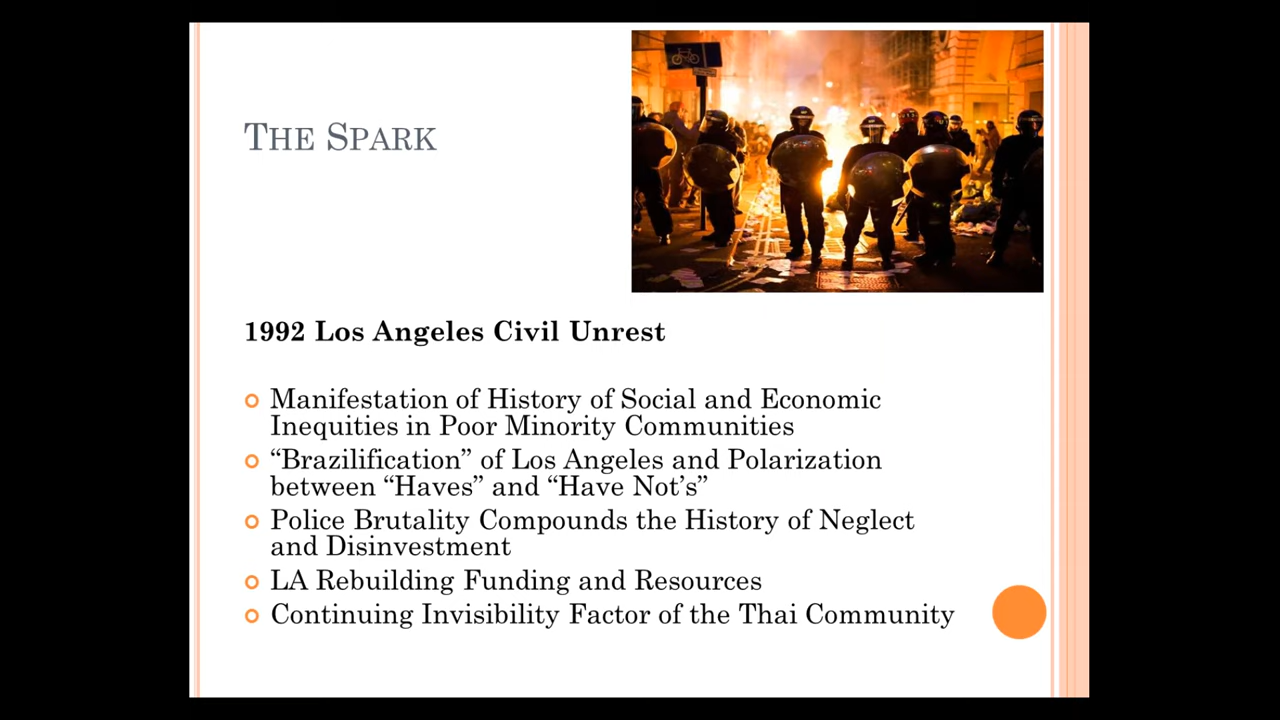 The Spark
1992 Los Angeles Civil Unrest
Manifestation of History of Social and Economic
Inequities in Poor Minority Communities
“Brazilification” of Los Angeles and Polarization
between “Haves” and “Have Not’s”
Police Brutality Compounds the History of Neglect
and Disinvestment
LA Rebuilding Funding and Resources
Continuing Invisibility Factor of the Thai Community